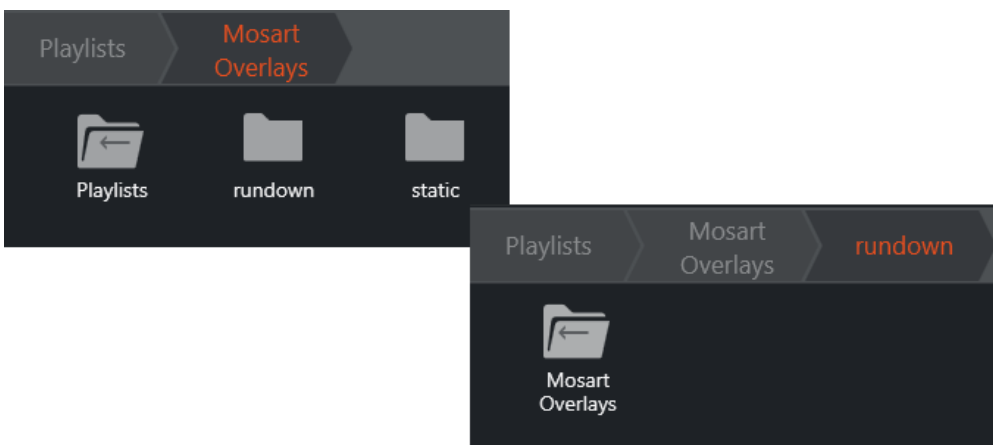 Playlists
Mosart
Overlays
Playlists
rundown
static
Playlists
Mosart
Overlays
rundown
Mosart
Overlays